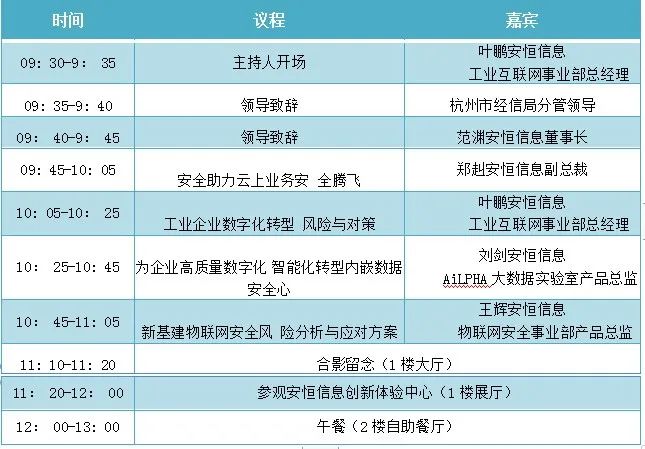 时间 议程 嘉宾
09：30-9：35 主持人开场 叶鹏安恒信息
工业互联网事业部总经理
09：35-9：40 领导致辞 杭州市经信局分管领导
09：40-9：45 领导致辞 范渊安恒信息董事长
09：45-10：05 安全助力云上业务安 全腾飞 郑赳安恒信息副总裁
10：05-10：25 工业企业数字化转型 风险与对策 叶鹏安恒信息
工业互联网事业部总经理
10：25-10：45 为企业高质量数字化 智能化转型内嵌数据 刘剑安恒信息
安全心 AiLPHA 大数据实验室产品总监
10：45-11：05 新基建物联网安全风 险分析与应对方案 王辉安恒信息
物联网安全事业部产品总监
11：10-11：20 合影留念（1 楼大厅）
11：20-12：00 参观安恒信息创新体验中心（1 楼展厅）
12：00-13：00 午餐（2 楼自助餐厅）